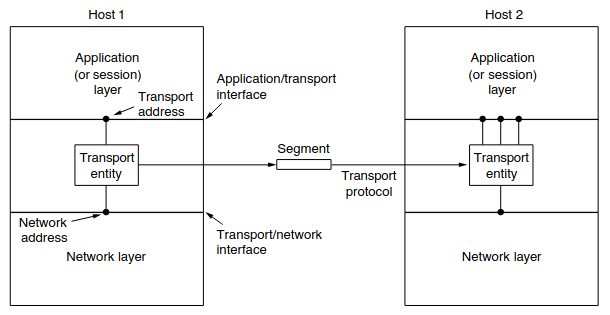 Host 1
Host 2
Application
(or session)
layer
Transport
address
Application/transport
interface
Application
(or session)
layer
Transport
entity
Segment
Transport
protocol
Transport
entity
Network
address
Transport/network
interface
Network layer
Network layer